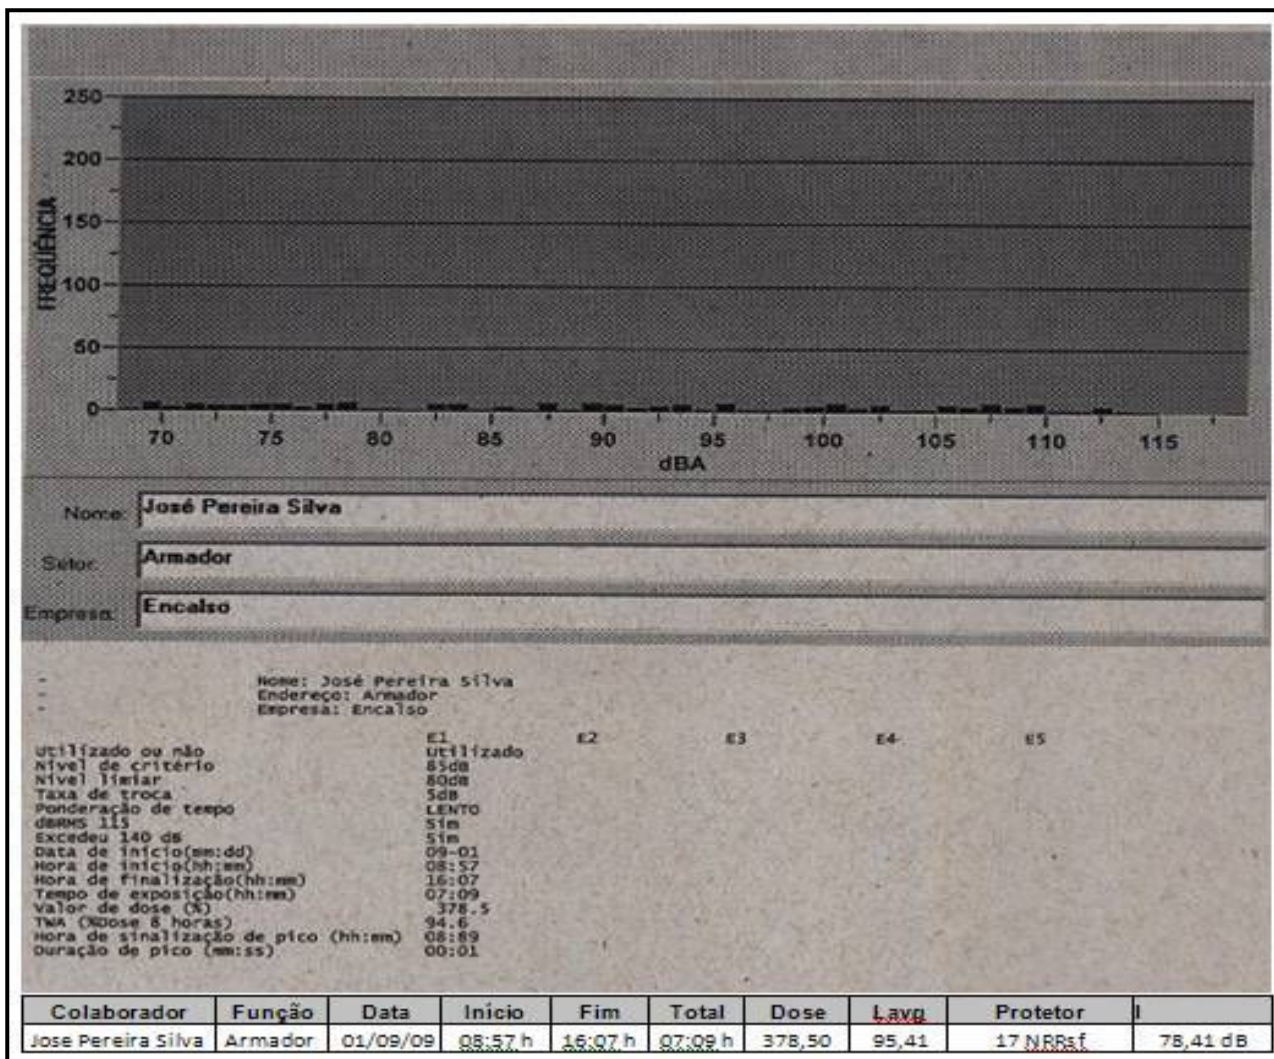 250
200
150
100
50
0
FREQUÊNCIA
70 75 80 85 90 95 100 105 110 115
dBA
Nome: José Pereira Silva
Setor: Armador
Empresa: Encalso
- Nome: José Pereira Silva
- Endereço: Armador
- Empresa: Encalso
E1 E2 E3 E4 E5
Utilizado ou não Utilizado
Nível de critério 85dB
Nível limiar 80dB
Taxa de troca 5dB
Ponderação de tempo LENTO
dBRMS 115 Sim
Excedeu 140 dB Sim
Data de início(mm:dd) 09-01
Hora de início(hh:mm) 08:57
Hora de finalização(hh:mm) 16:07
Tempo de exposição(hh:mm) 07:09
Valor de dose (%) 378.5
TWA (%Dose 8 horas) 94.6
Hora de sinalização de pico (hh:mm) 08:89
Duração de pico (mm:ss) 00:01
Colaborador Função Data Início Fim Total Dose Lavg Protetor I
Jose Pereira Silva Armador 01/09/09 08:57 h 16:07 h 07:09 h 378,50 95,41 17 NRRsf 78,41 dB